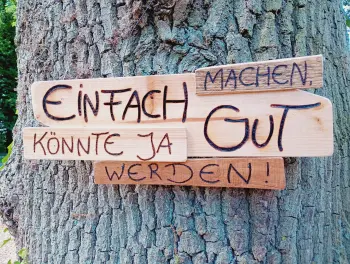 EiNFACH MACHEN,
KÖNNTE JA GUT
WERDEN!